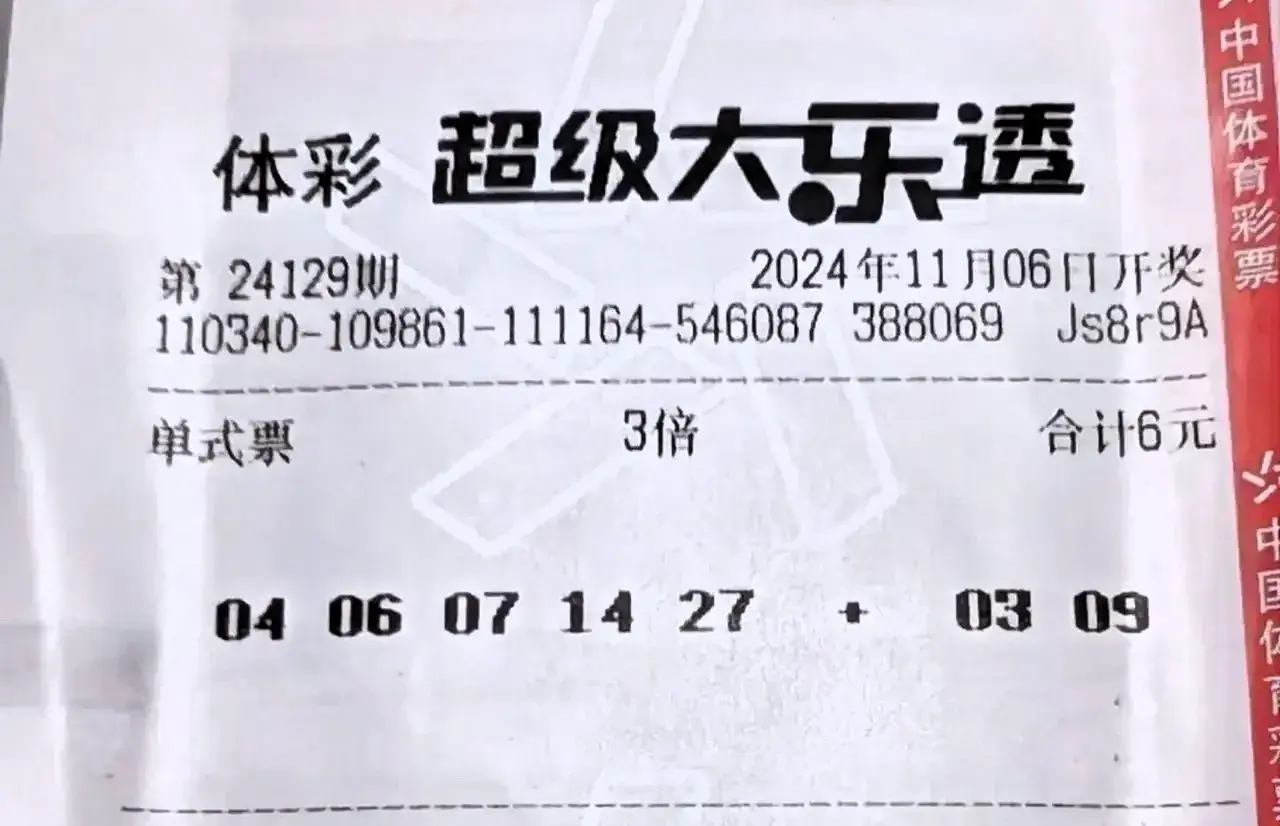 体彩 超级大乐透
第 24129期 2024年11月06日开奖
110340-109861-111164-546087 388069 Js8r9A
单式票 3倍 合计6元
04 06 07 14 27 + 03 09
中国体育彩票
中国体育彩